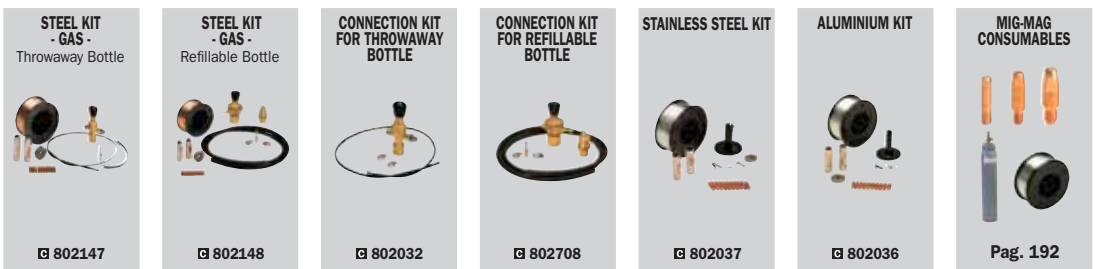 STEEL KIT
- GAS -
Throwaway Bottle
C 802147
STEEL KIT
- GAS -
Refillable Bottle
C 802148
CONNECTION KIT
FOR THROWAWAY
BOTTLE
C 802032
CONNECTION KIT
FOR REFILLABLE
BOTTLE
C 802708
STAINLESS STEEL KIT
C 802037
ALUMINIUM KIT
C 802036
MIG-MAG
CONSUMABLES
Pag. 192